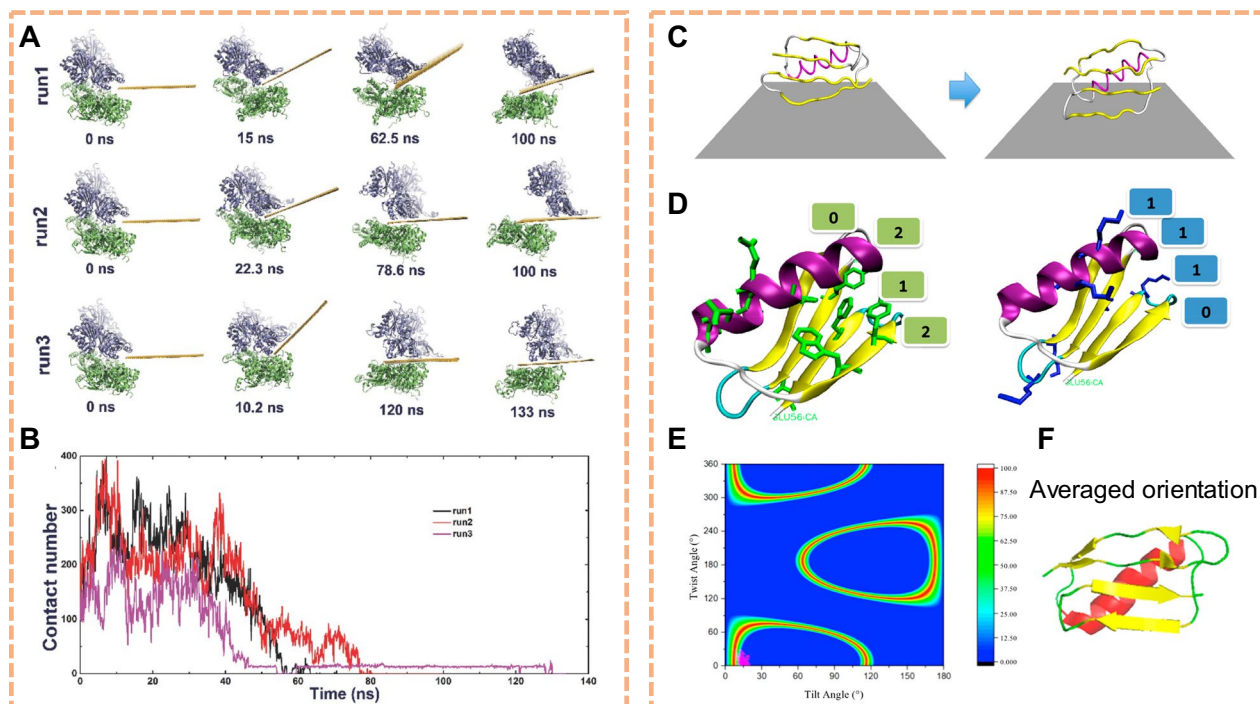 A
run1
0 ns
15 ns
62.5 ns
100 ns
run2
0 ns
22.3 ns
78.6 ns
100 ns
run3
0 ns
10.2 ns
120 ns
133 ns
B
400
300
200
100
0
Contact number
run1
run2
run3
0 20 40 60 80 100 120 140
Time (ns)
C
D
0
2
1
2
GLU56:CA
1
1
1
0
GLU56:CA
E
360
300
240
180
120
60
0
Twist Angle (°)
0 30 60 90 120 150 180
Tilt Angle (°)
100.0
87.50
75.00
62.50
50.00
37.50
25.00
12.50
0.000
F
Averaged orientation